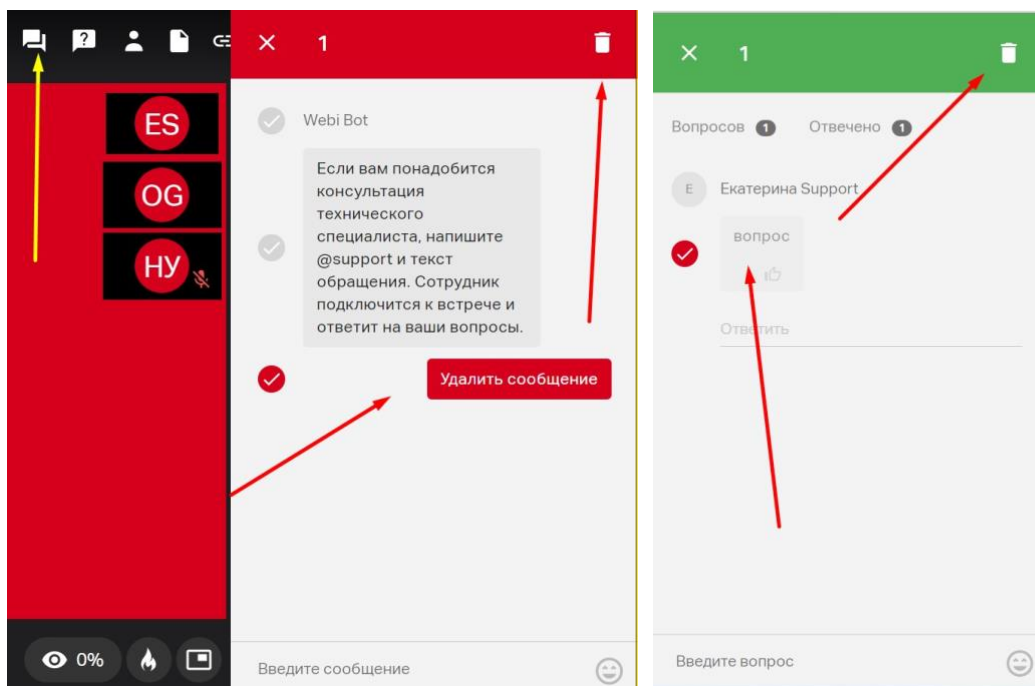 1
ES
OG
НУ
0%
Webi Bot
Если вам понадобится
консультация
технического
специалиста, напишите
@support и текст
обращения. Сотрудник
подключится к встрече и
ответит на ваши вопросы.
Удалить сообщение
Введите сообщение
1
Вопросов 1 Отвечено 1
E Екатерина Support
вопрос
Ответить
Введите вопрос